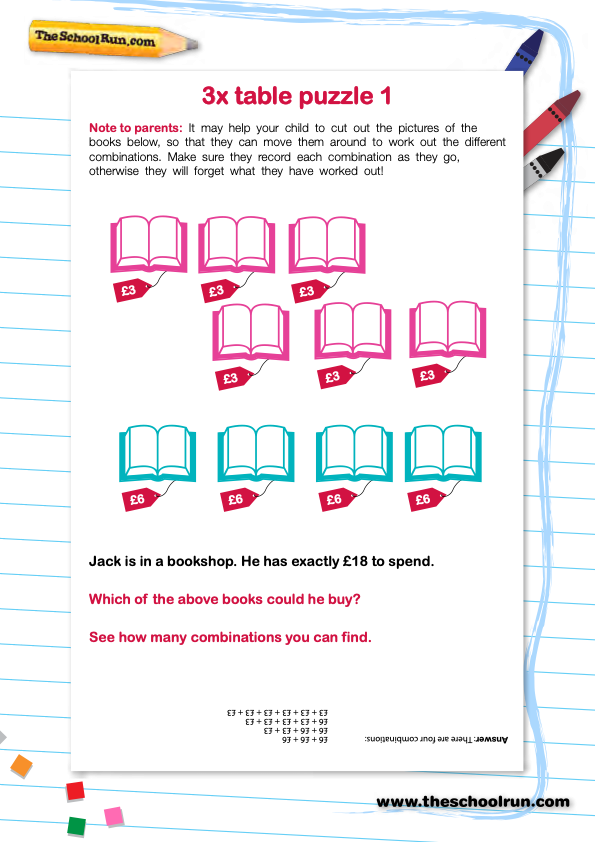 TheSchoolRun.com
3x table puzzle 1
Note to parents: It may help your child to cut out the pictures of the
books below, so that they can move them around to work out the different
combinations. Make sure they record each combination as they go,
otherwise they will forget what they have worked out!
£3 £3 £3
£3 £3 £3
£6 £6 £6 £6
Jack is in a bookshop. He has exactly £18 to spend.
Which of the above books could he buy?
See how many combinations you can find.
Answer: There are four combinations:
£6 + £6 + £6
£6 + £6 + £3 + £3
£6 + £3 + £3 + £3 + £3
£3 + £3 + £3 + £3 + £3 + £3
www.theschoolrun.com